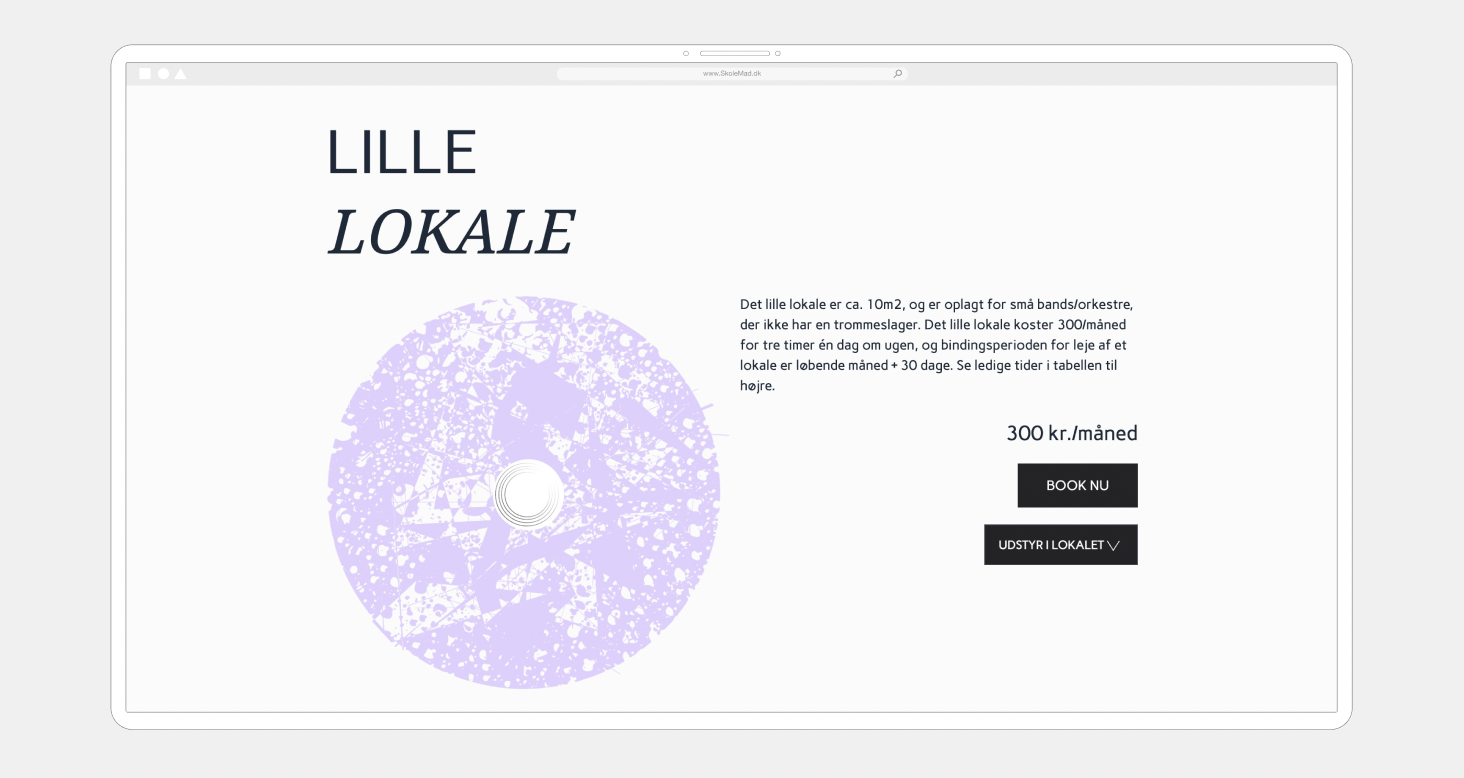 www.SkoleMad.dk
LILLE
LOKALE
Det lille lokale er ca. 10m2, og er oplagt for små bands/orkestre,
der ikke har en trommeslager. Det lille lokale koster 300/måned
for tre timer én dag om ugen, og bindingsperioden for leje af et
lokale er løbende måned + 30 dage. Se ledige tider i tabellen til
højre.
300 kr./måned
BOOK NU
UDSTYR I LOKALET